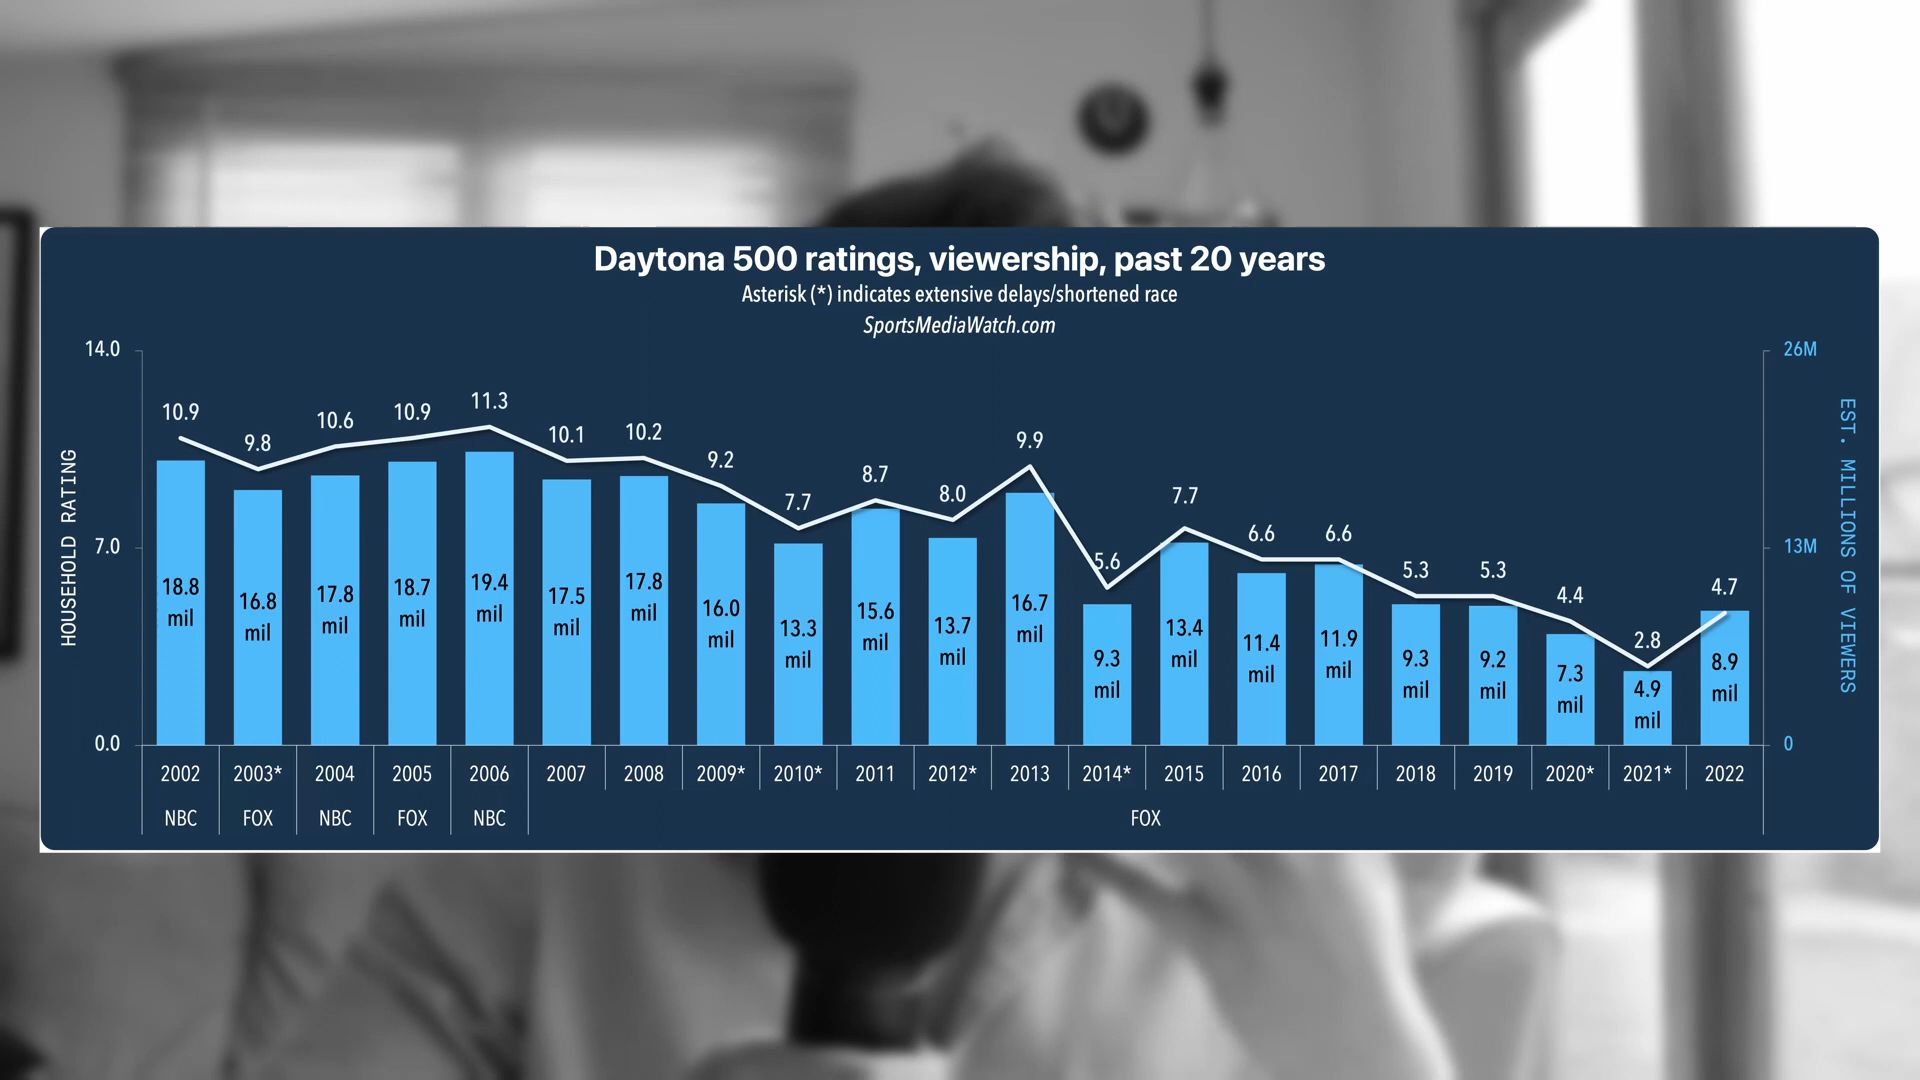 Daytona 500 ratings, viewership, past 20 years
Asterisk (*) indicates extensive delays/shortened race
SportsMediaWatch.com
14.0
7.0
0.0
HOUSEHOLD RATING
26M
13M
0
EST. MILLIONS OF VIEWERS
10.9
9.8
10.6
10.9
11.3
10.1
10.2
9.2
7.7
8.7
8.0
9.9
5.6
7.7
6.6
6.6
5.3
5.3
4.4
2.8
4.7
18.8
mil
16.8
mil
17.8
mil
18.7
mil
19.4
mil
17.5
mil
17.8
mil
16.0
mil
13.3
mil
15.6
mil
13.7
mil
16.7
mil
9.3
mil
13.4
mil
11.4
mil
11.9
mil
9.3
mil
9.2
mil
7.3
mil
4.9
mil
8.9
mil
2002 2003* 2004 2005 2006 2007 2008 2009* 2010* 2011 2012* 2013 2014* 2015 2016 2017 2018 2019 2020* 2021* 2022
NBC FOX NBC FOX NBC FOX